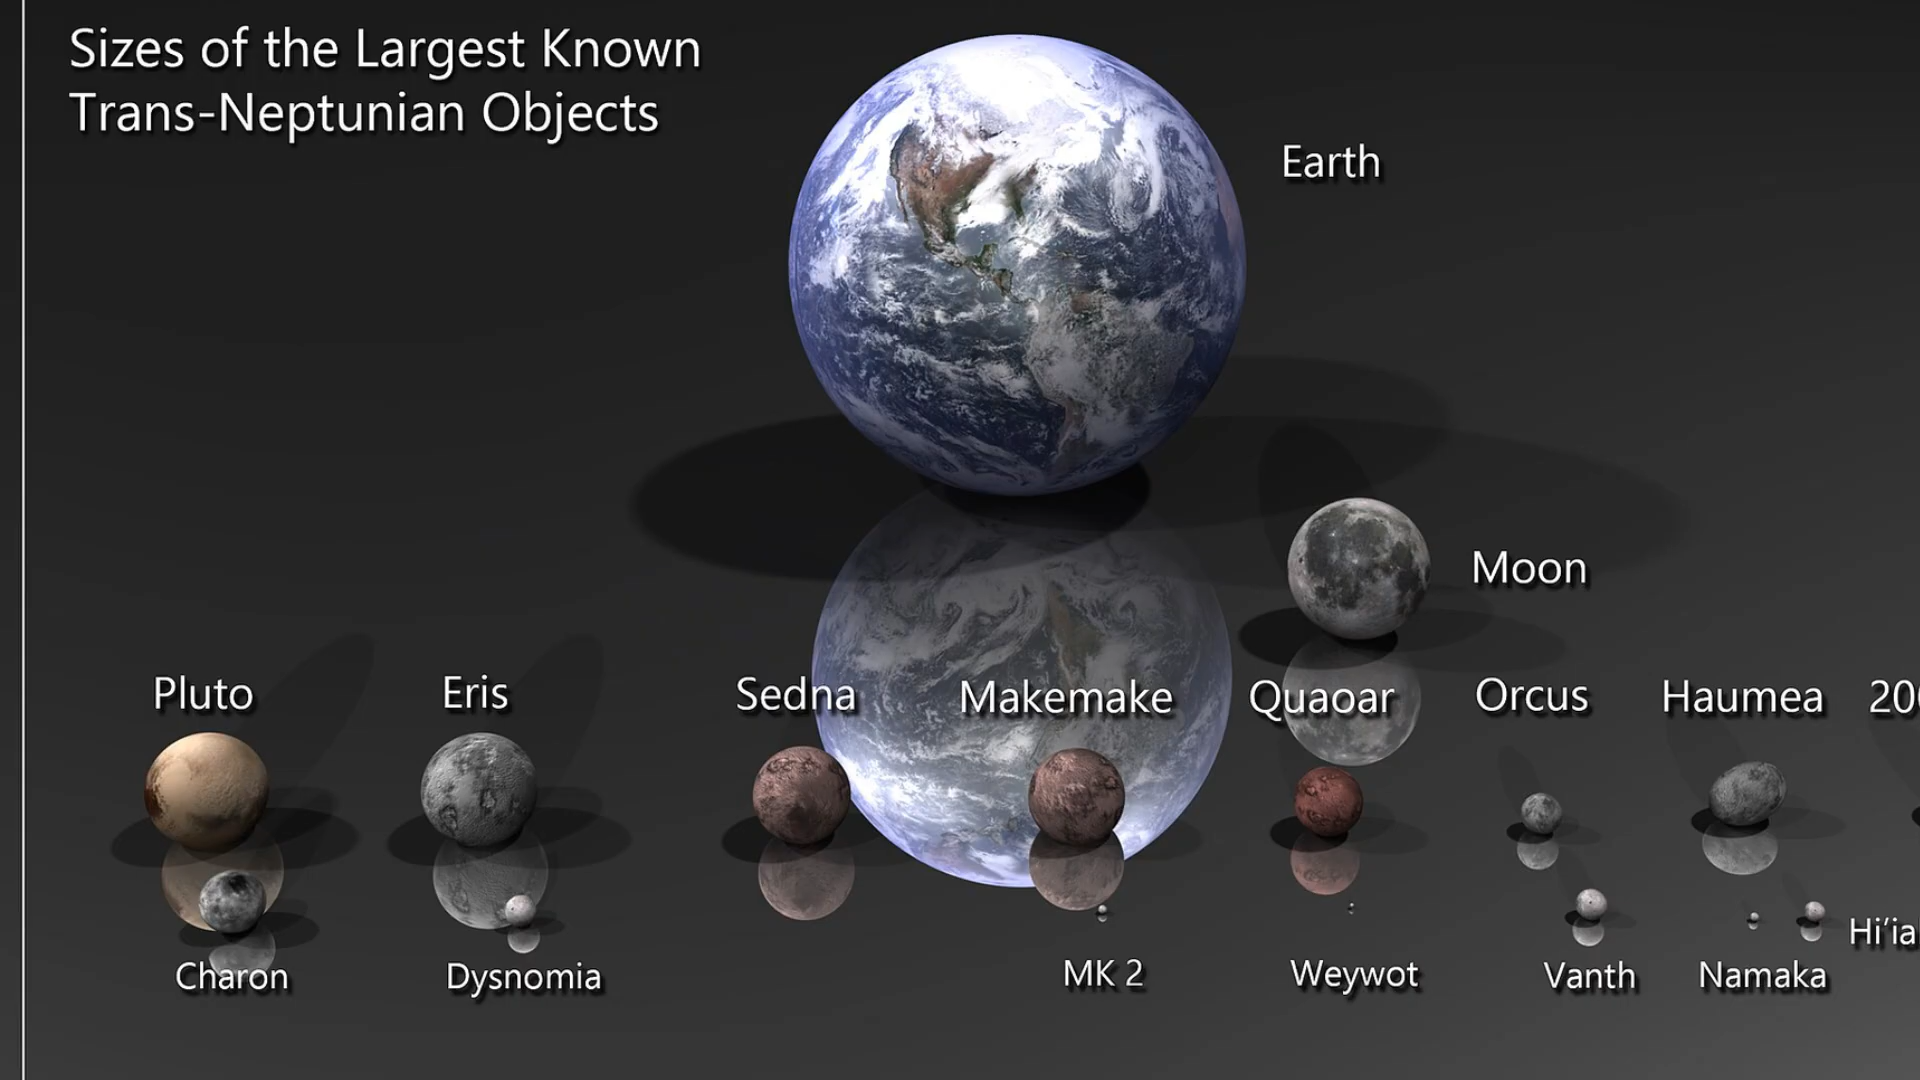 Sizes of the Largest Known
Trans-Neptunian Objects
Earth
Moon
Pluto
Eris
Sedna
Makemake
Quaoar
Orcus
Haumea
Charon
Dysnomia
MK 2
Weywot
Vanth
Namaka